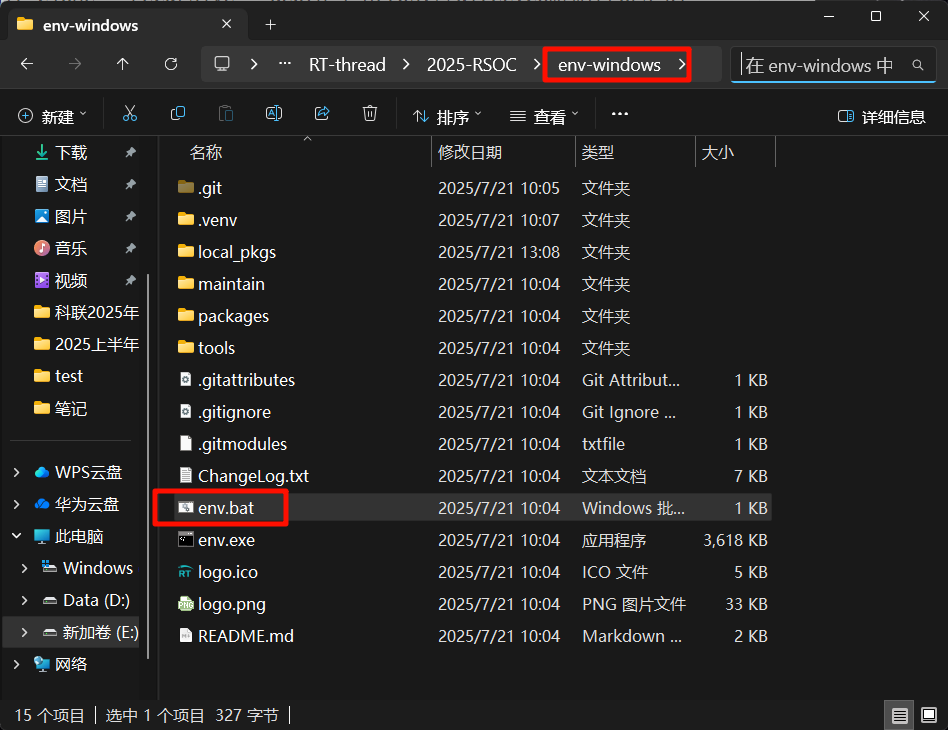 env-windows
RT-thread 2025-RSOC env-windows 在 env-windows 中
新建 排序 查看 详细信息
名称 修改日期 类型 大小
下载
文档
图片
音乐
视频
科联2025年
2025上半年
test
笔记
WPS云盘
华为云盘
此电脑
Windows
Data (D:)
新加卷 (E:)
网络
.git 2025/7/21 10:05 文件夹
.venv 2025/7/21 10:07 文件夹
local_pkgs 2025/7/21 13:08 文件夹
maintain 2025/7/21 10:04 文件夹
packages 2025/7/21 10:04 文件夹
tools 2025/7/21 10:04 文件夹
.gitattributes 2025/7/21 10:04 Git Attribut... 1 KB
.gitignore 2025/7/21 10:04 Git Ignore ... 1 KB
.gitmodules 2025/7/21 10:04 txtfile 1 KB
ChangeLog.txt 2025/7/21 10:04 文本文档 7 KB
env.bat 2025/7/21 10:04 Windows 批... 1 KB
env.exe 2025/7/21 10:04 应用程序 3,618 KB
logo.ico 2025/7/21 10:04 ICO 文件 5 KB
logo.png 2025/7/21 10:04 PNG 图片文件 33 KB
README.md 2025/7/21 10:04 Markdown ... 2 KB
15 个项目 选中 1 个项目 327 字节